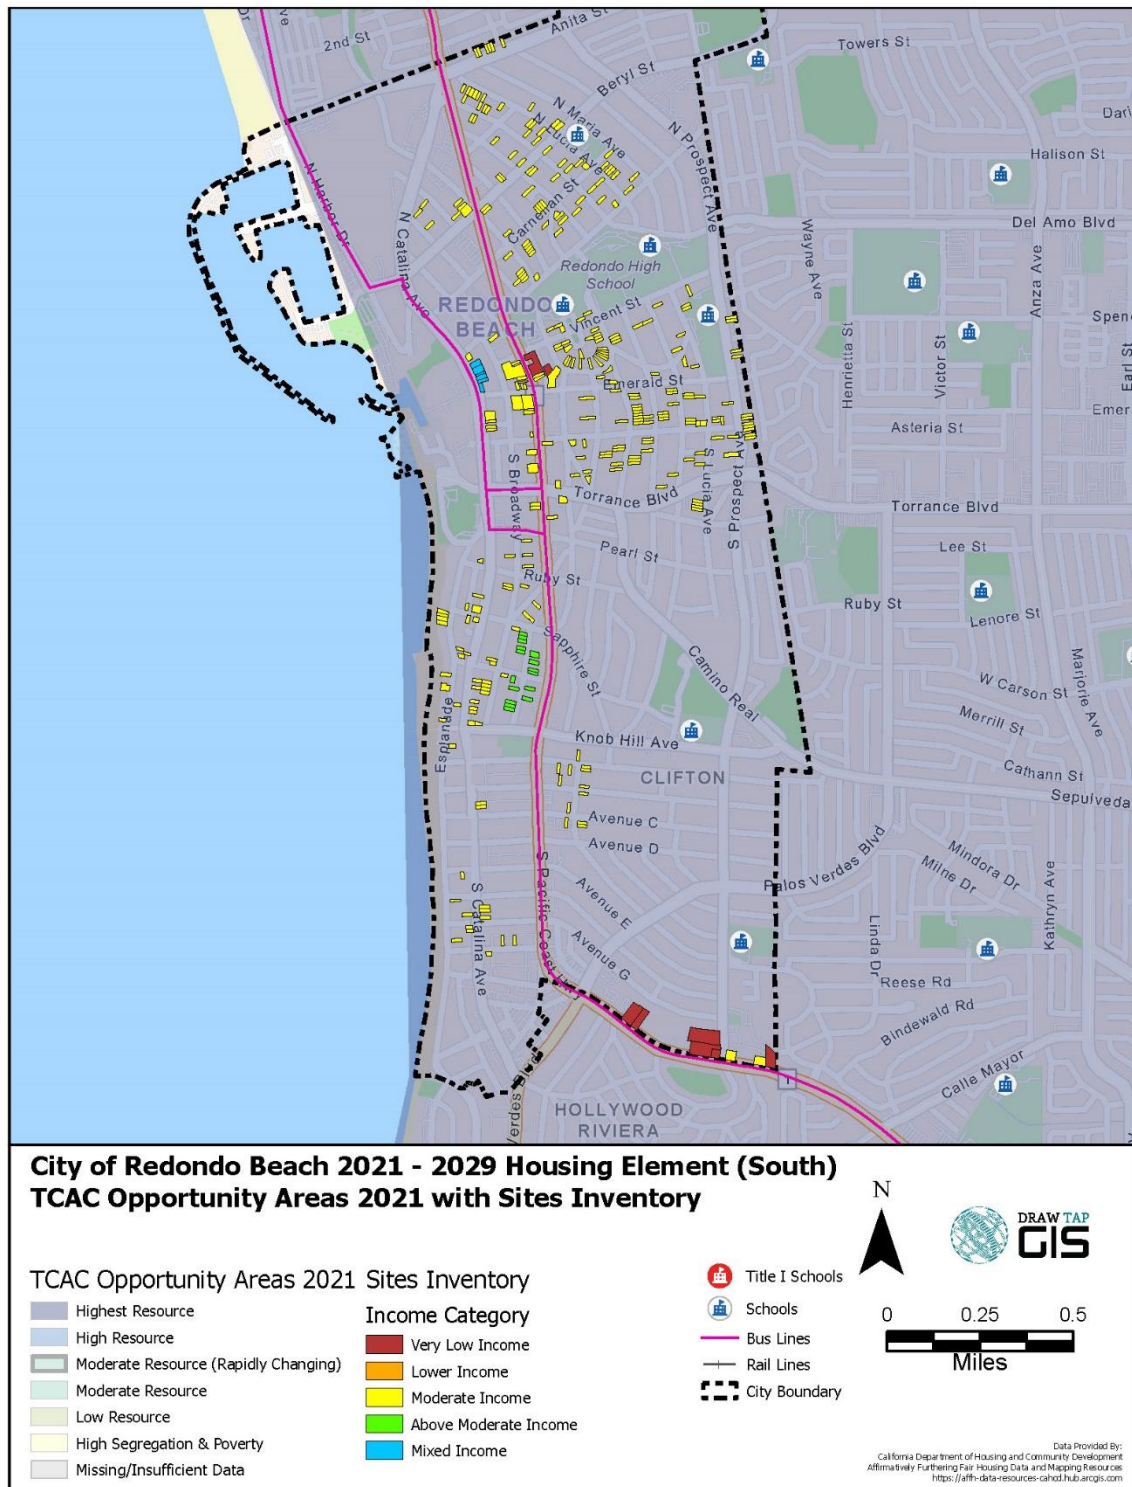 Dr
Ave
2nd St
Anita St
Beryl St
Towers St
N Maria Ave
N Lucia Ave
N Prospect Ave
Dari
Halison St
N Harbor Dr
Carnelian St
N Catalina Ave
Del Amo Blvd
Wayne Ave
Anza Ave
Redondo High
School
REDONDO
BEACH
Vincent St
Henrietta St
Victor St
Spenc
Earl St
Emerald St
Emer
Asteria St
S Broadway
S Lucia Ave
S Prospect Ave
Torrance Blvd
Torrance Blvd
Pearl St
Lee St
Ruby St
Ruby St
Lenore St
Sapphire St
Camino Real
W Carson St
Marjorie Ave
Merrill St
Esplanade
Knob Hill Ave
Cathann St
CLIFTON
Sepulveda
Avenue C
Avenue D
S Pacific Coast Hwy
Palos Verdes Blvd
Mindora Dr
Milne Dr
S Catalina Ave
Avenue E
Avenue G
Linda Dr
Kathryn Ave
Reese Rd
Bindewald Rd
Calle Mayor
Verdes Blvd
HOLLYWOOD
RIVIERA
City of Redondo Beach 2021 - 2029 Housing Element (South)
TCAC Opportunity Areas 2021 with Sites Inventory
N
DRAW TAP
GIS
TCAC Opportunity Areas 2021
Highest Resource
High Resource
Moderate Resource (Rapidly Changing)
Moderate Resource
Low Resource
High Segregation & Poverty
Missing/Insufficient Data
Sites Inventory
Income Category
Very Low Income
Lower Income
Moderate Income
Above Moderate Income
Mixed Income
Title I Schools
Schools
Bus Lines
Rail Lines
City Boundary
0 0.25 0.5
Miles
Data Provided By:
California Department of Housing and Community Development
Affirmatively Furthering Fair Housing Data and Mapping Resources
https://affh-data-resources-cahcd.hub.arcgis.com